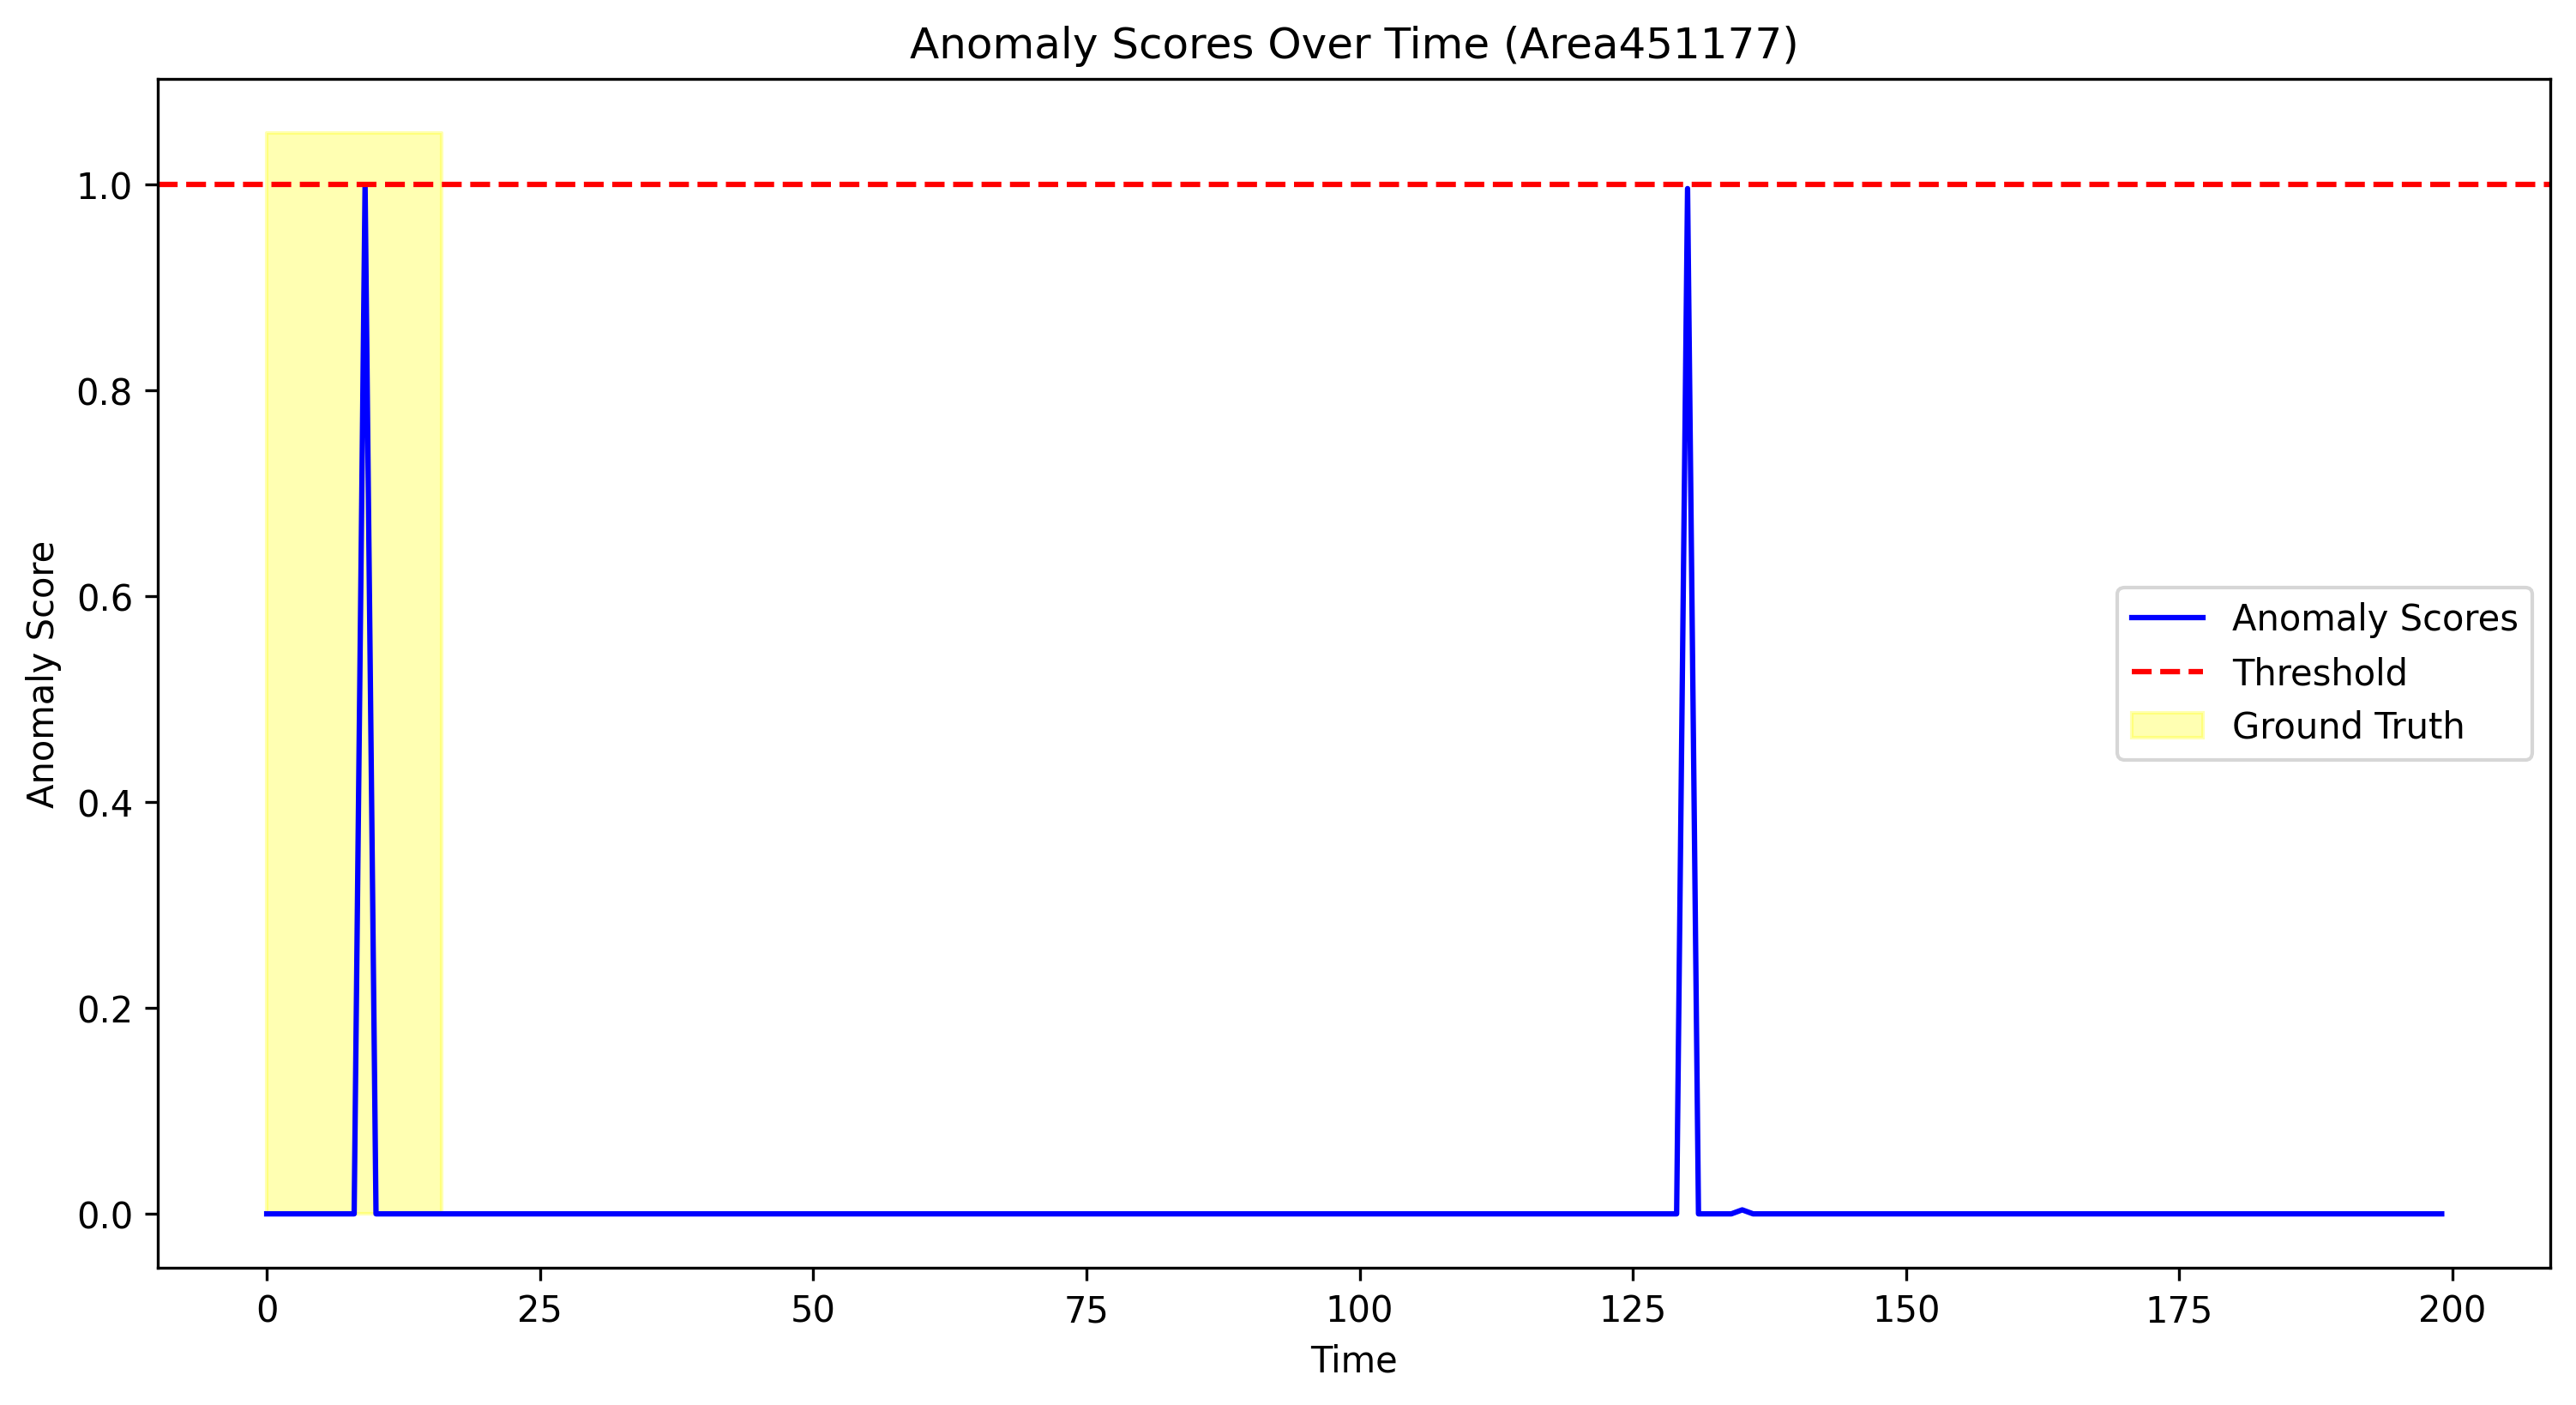 Anomaly Scores Over Time (Area451177)
Anomaly Score
1.0
0.8
0.6
0.4
0.2
0.0
Anomaly Scores
Threshold
Ground Truth
0 25 50 75 100 125 150 175 200
Time